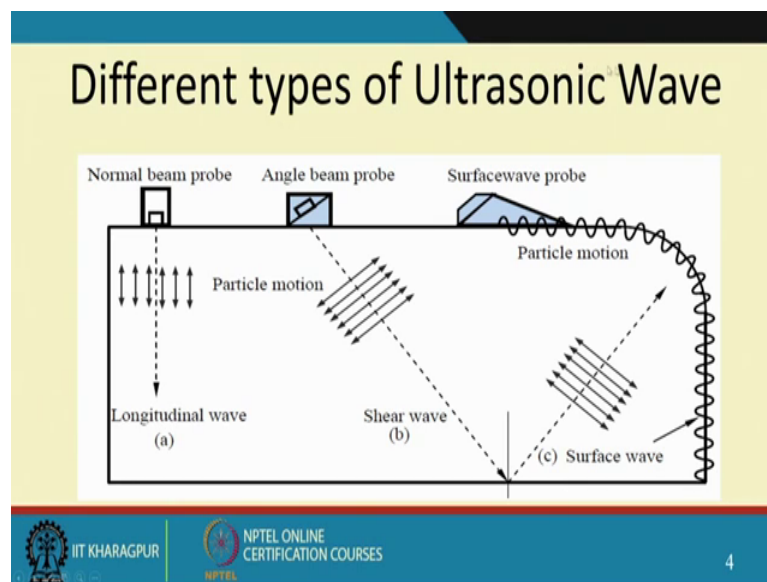 Different types of Ultrasonic Wave
Normal beam probe Angle beam probe Surfacewave probe
Particle motion
Particle motion
Longitudinal wave
(a)
Shear wave
(b)
(c) Surface wave
IIT KHARAGPUR
NPTEL
NPTEL ONLINE
CERTIFICATION COURSES
4